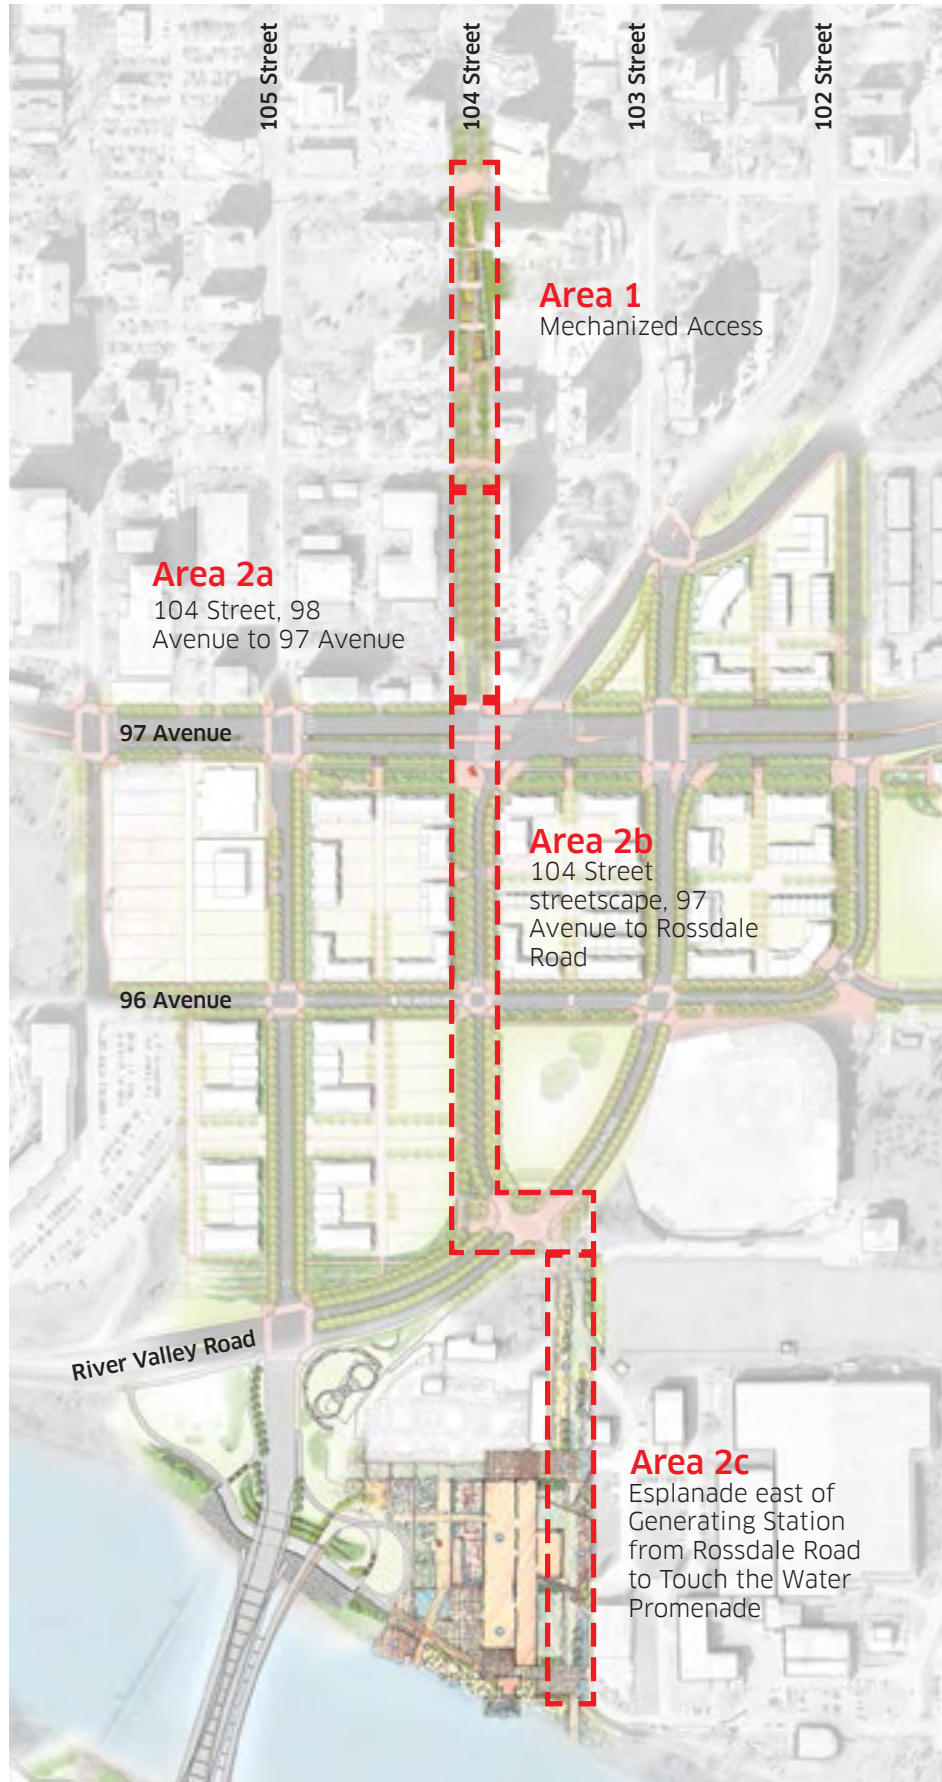 105 Street
104 Street
103 Street
102 Street
Area 1
Mechanized Access
Area 2a
104 Street, 98
Avenue to 97 Avenue
97 Avenue
Area 2b
104 Street
streetscape, 97
Avenue to Rossdale
Road
96 Avenue
River Valley Road
Area 2c
Esplanade east of
Generating Station
from Rossdale Road
to Touch the Water
Promenade